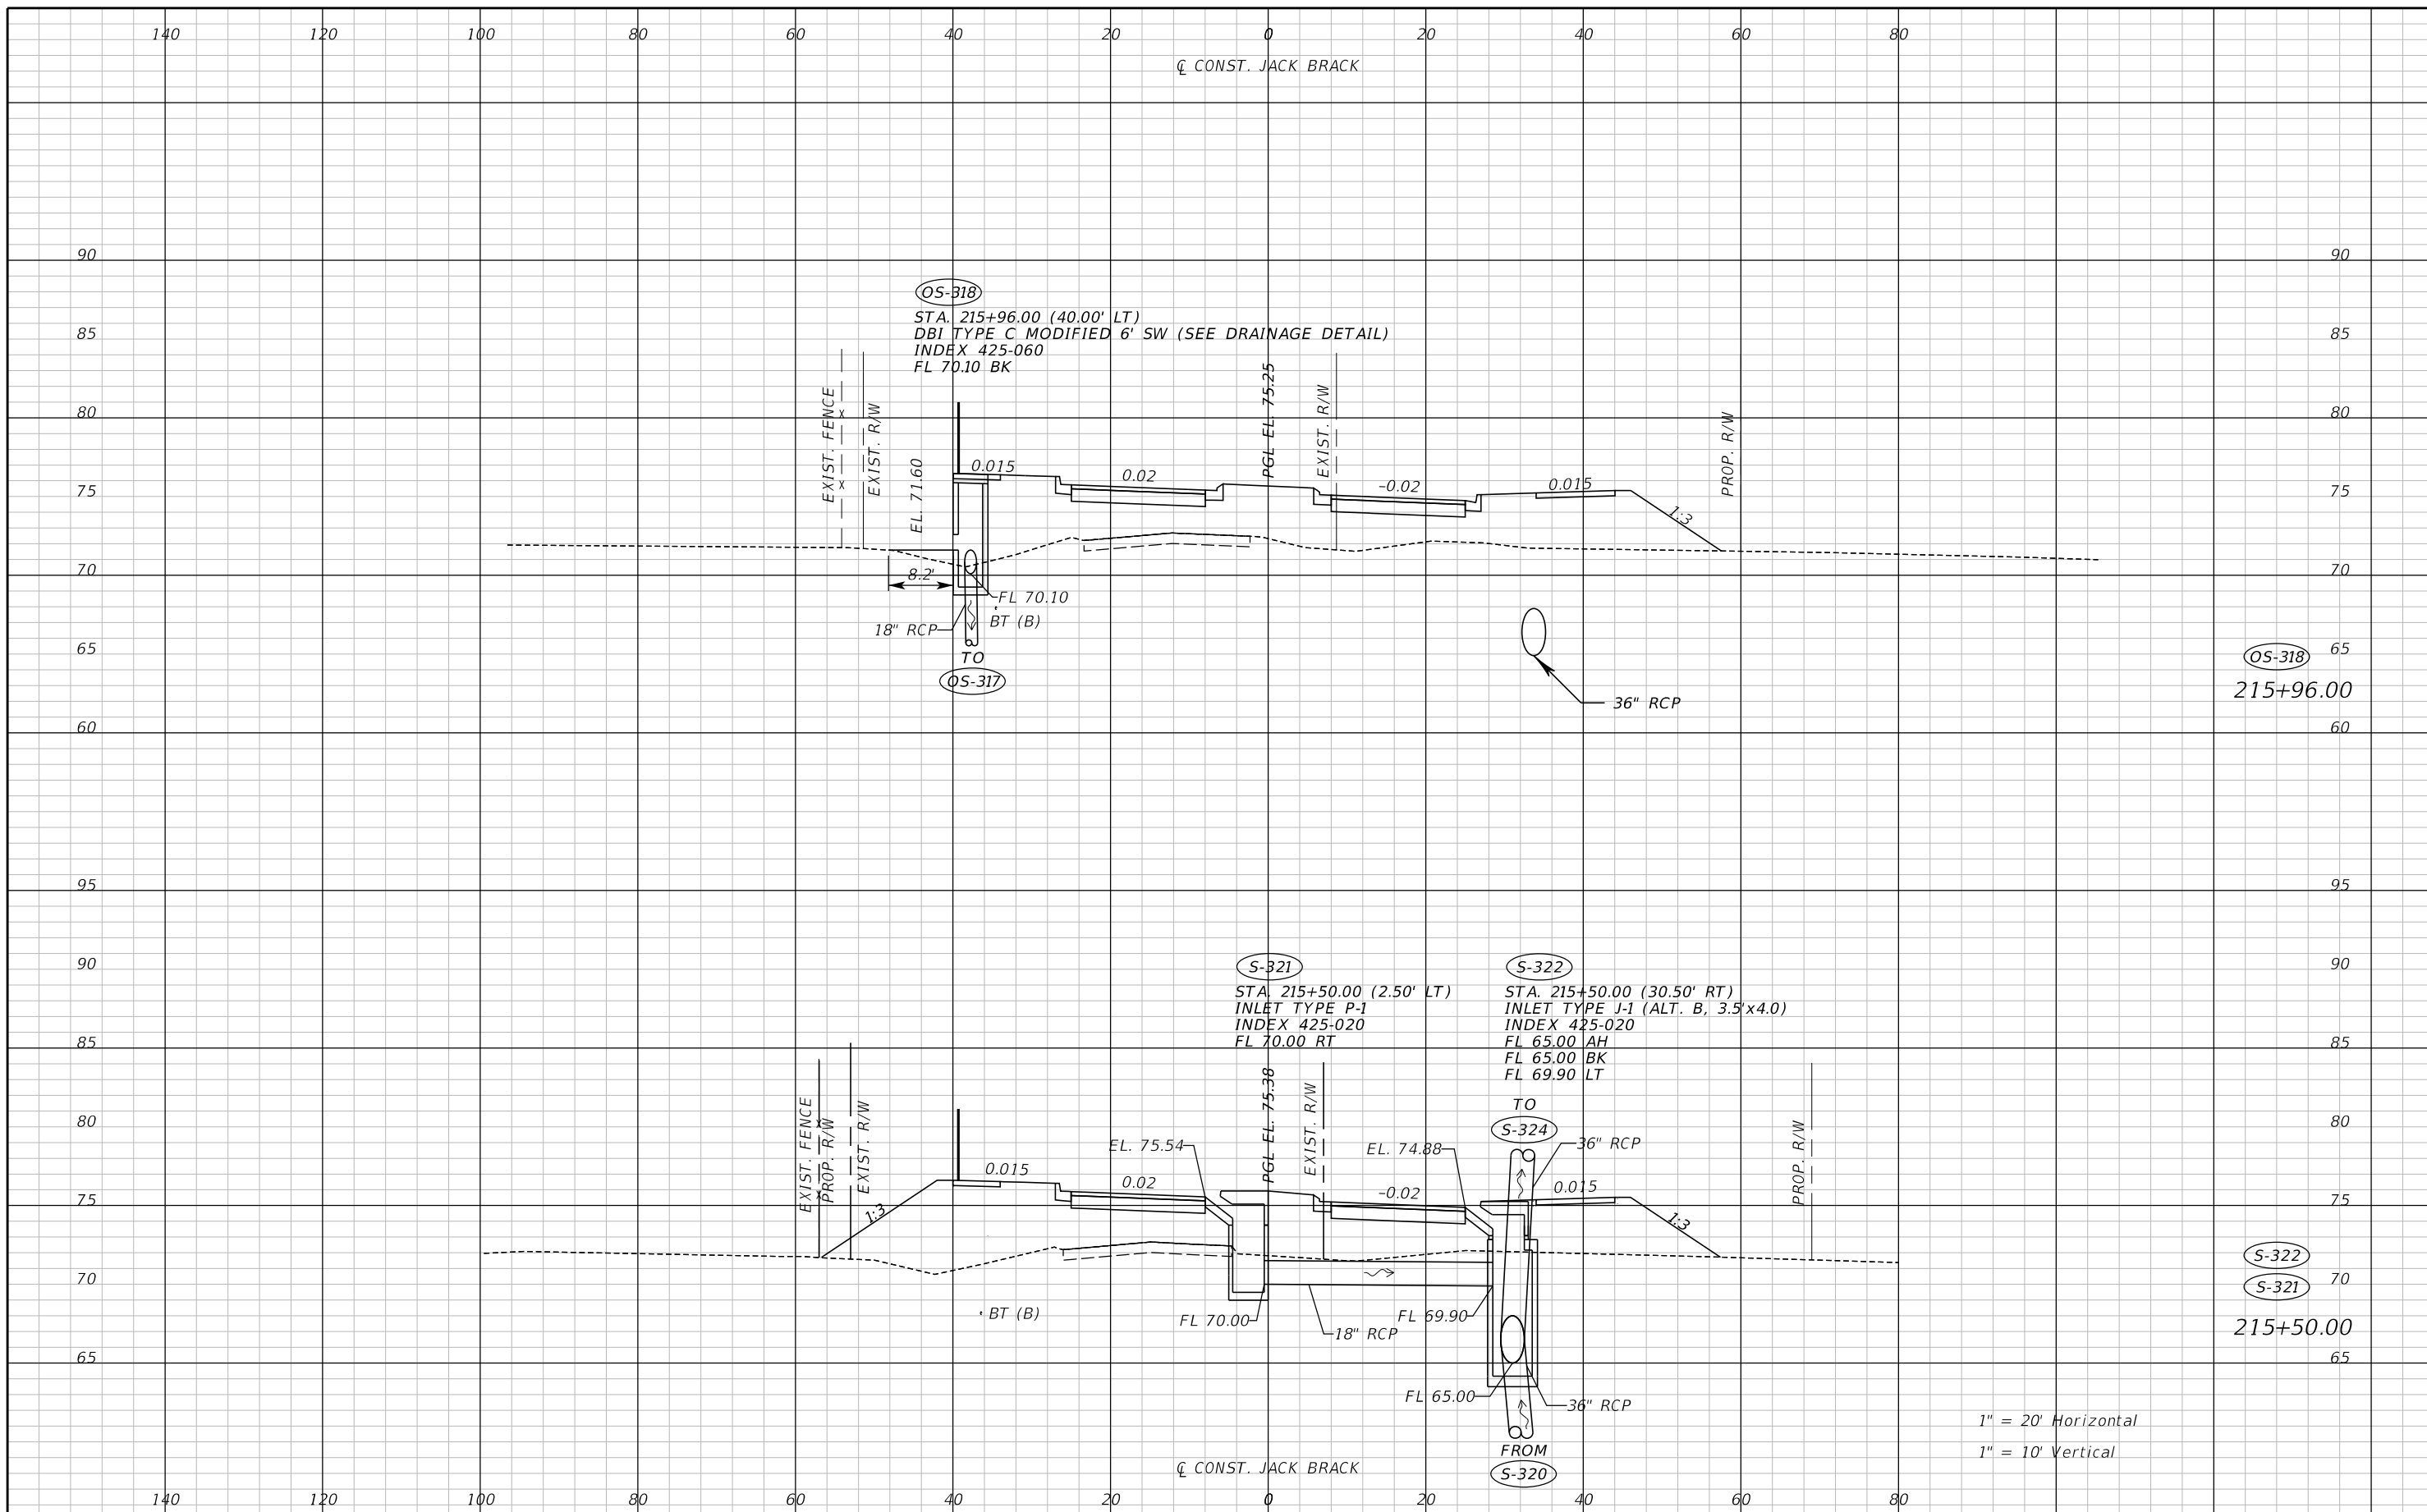 140 120 100 80 60 40 20 0 20 40 60 80
℄ CONST. JACK BRACK
90 90
OS-318
STA. 215+96.00 (40.00' LT)
DBI TYPE C MODIFIED 6' SW (SEE DRAINAGE DETAIL)
INDEX 425-060
FL 70.10 BK
85 85
80 80
EXIST. FENCE
EXIST. R/W
EL. 71.60
PGL EL. 75.25
EXIST. R/W
PROP. R/W
0.015
0.02
-0.02
0.015
1:3
75 75
70 70
8.2'
FL 70.10
BT (B)
18" RCP
TO
OS-317
65 65
36" RCP
OS-318
215+96.00
60 60
95 95
90 90
S-321
STA. 215+50.00 (2.50' LT)
INLET TYPE P-1
INDEX 425-020
FL 70.00 RT
S-322
STA. 215+50.00 (30.50' RT)
INLET TYPE J-1 (ALT. B, 3.5'x4.0)
INDEX 425-020
FL 65.00 AH
FL 65.00 BK
FL 69.90 LT
85 85
TO
S-324
36" RCP
80 80
EXIST. FENCE
PROP. R/W
EXIST. R/W
PGL EL. 75.38
EXIST. R/W
PROP. R/W
EL. 75.54
EL. 74.88
0.015
0.02
-0.02
0.015
1:3
1:3
75 75
70 70
BT (B)
FL 70.00
18" RCP
FL 69.90
S-322
S-321
215+50.00
65 65
FL 65.00
36" RCP
FROM
S-320
1" = 20' Horizontal
1" = 10' Vertical
℄ CONST. JACK BRACK
140 120 100 80 60 40 20 0 20 40 60 80